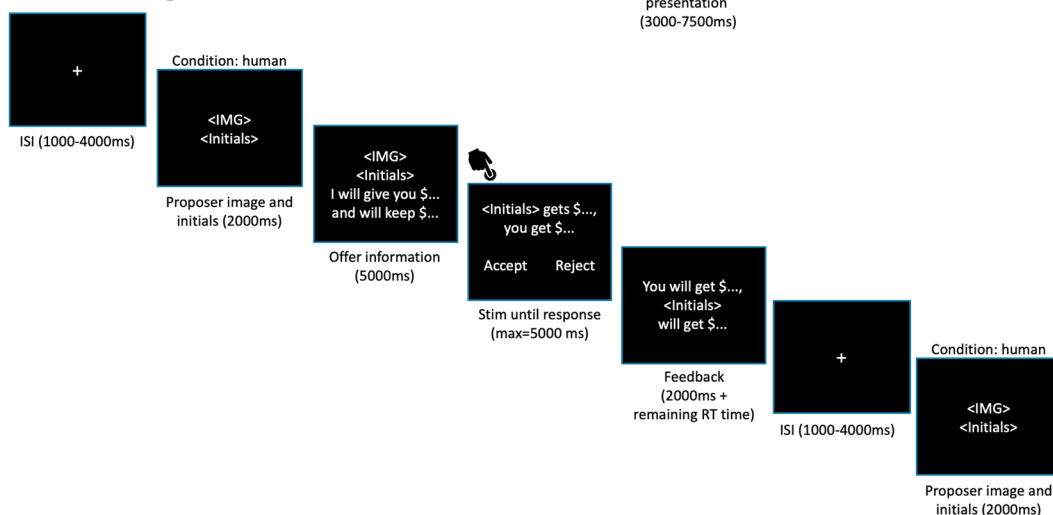 presentation
(3000-7500ms)
+
ISI (1000-4000ms)
Condition: human
<IMG>
<Initials>
Proposer image and
initials (2000ms)
<IMG>
<Initials>
I will give you $...
and will keep $...
Offer information
(5000ms)
<Initials> gets $...,
you get $...
Accept Reject
Stim until response
(max=5000 ms)
You will get $...,
<Initials>
will get $...
Feedback
(2000ms +
remaining RT time)
+
ISI (1000-4000ms)
Condition: human
<IMG>
<Initials>
Proposer image and
initials (2000ms)